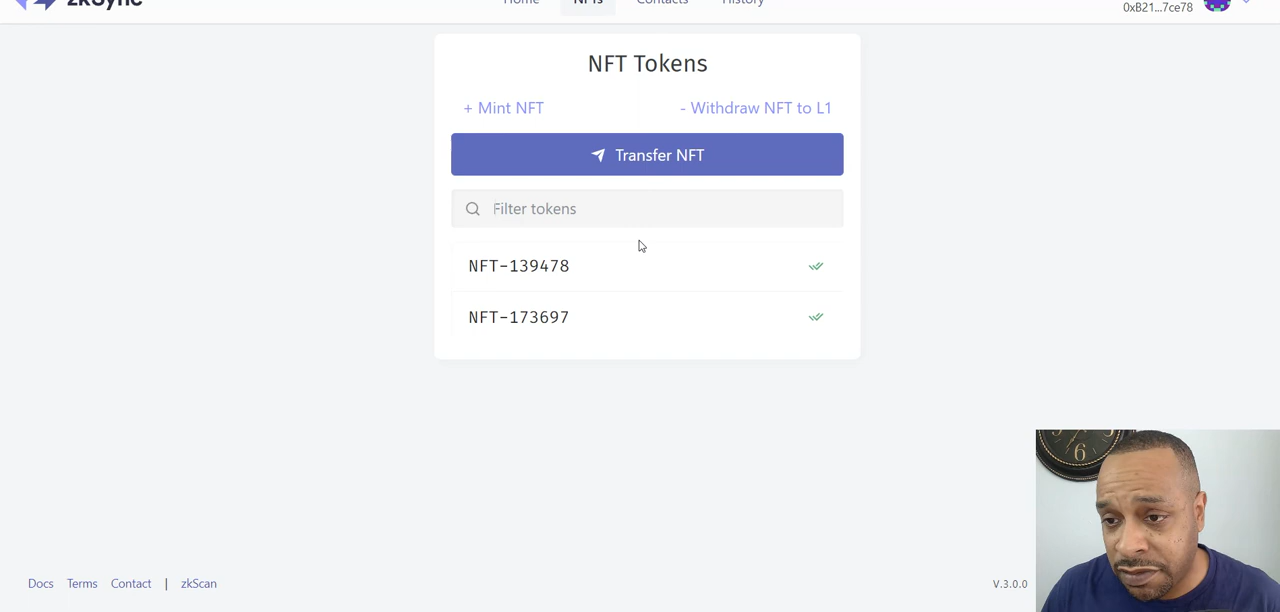 zkSync
Home NFTs Contacts History
0xB21...7ce78
NFT Tokens
+ Mint NFT - Withdraw NFT to L1
Transfer NFT
Filter tokens
NFT-139478
NFT-173697
6
Docs Terms Contact | zkScan
V.3.0.0